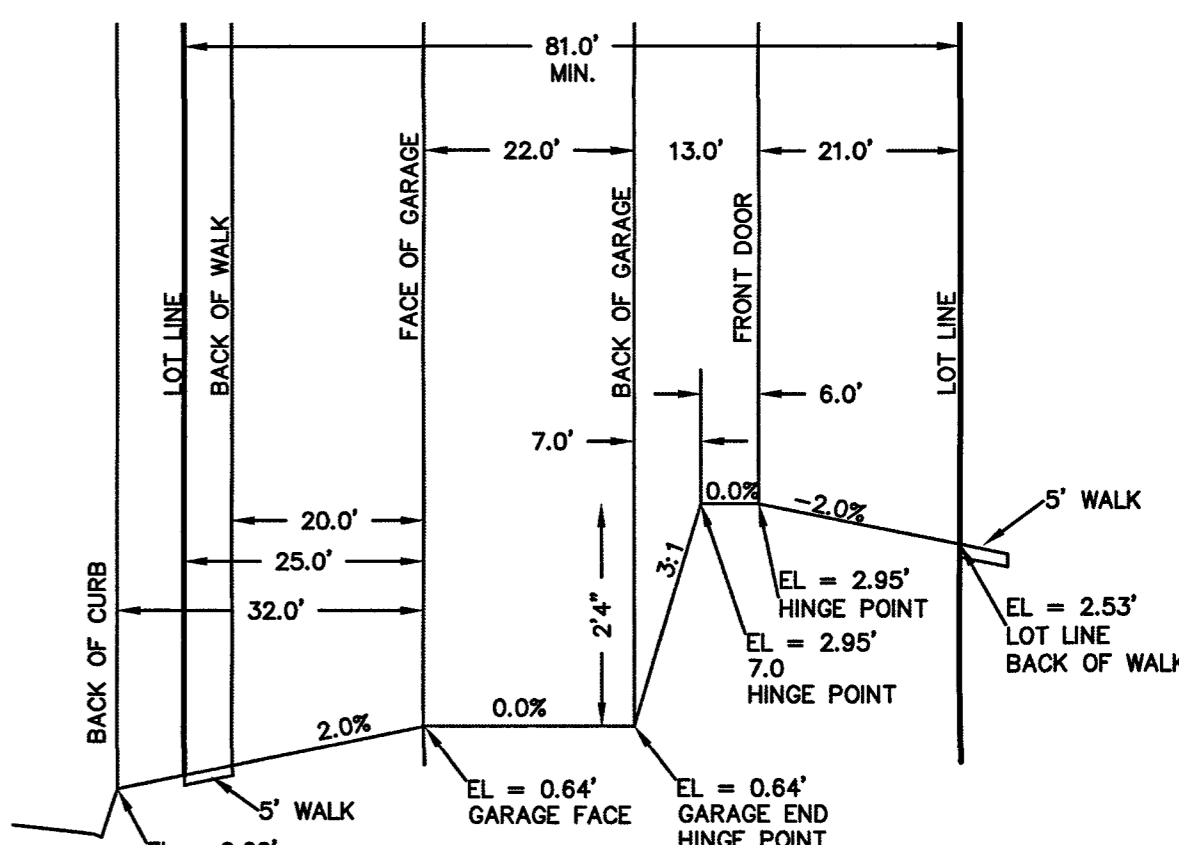 81.0'
MIN.
22.0'
13.0'
21.0'
FACE OF GARAGE
BACK OF GARAGE
FRONT DOOR
BACK OF WALK
LOT LINE
LOT LINE
6.0'
7.0'
0.0%
-2.0%
5' WALK
20.0'
25.0'
32.0'
3:1
2'4"
BACK OF CURB
EL = 2.95'
HINGE POINT
EL = 2.95'
7.0
HINGE POINT
EL = 2.53'
LOT LINE
BACK OF WALK
2.0%
0.0%
5' WALK
EL = 0.64'
GARAGE FACE
EL = 0.64'
GARAGE END
HINGE POINT